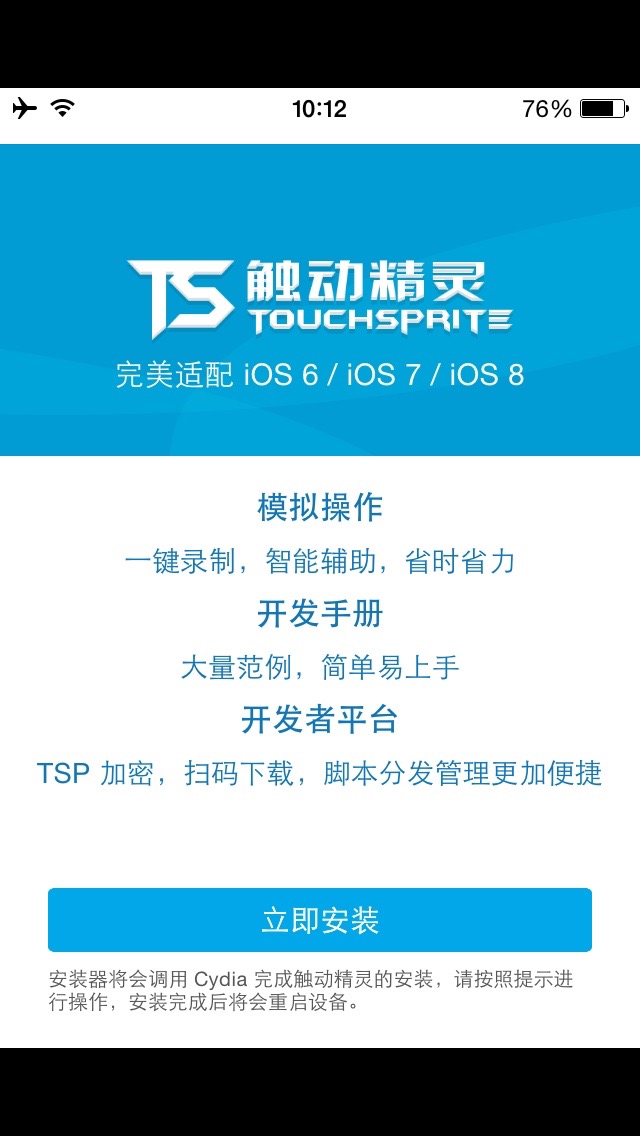 10:12
76%
TS 触动精灵
TOUCHSPRITE
完美适配 iOS 6 / iOS 7 / iOS 8
模拟操作
一键录制，智能辅助，省时省力
开发手册
大量范例，简单易上手
开发者平台
TSP 加密，扫码下载，脚本分发管理更加便捷
立即安装
安装器将会调用 Cydia 完成触动精灵的安装，请按照提示进
行操作，安装完成后将会重启设备。